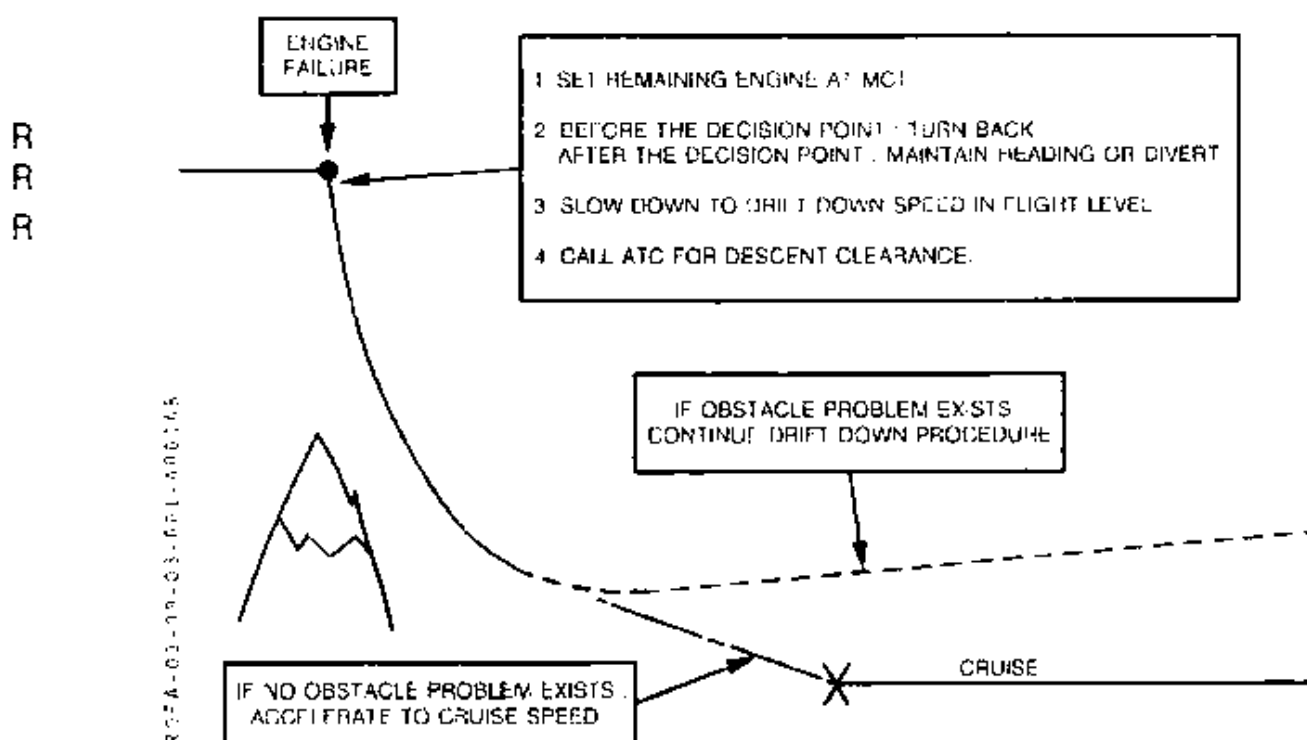 ENGINE
FAILURE
1 SET REMAINING ENGINE AT MCT
2 BEFORE THE DECISION POINT : TURN BACK
AFTER THE DECISION POINT : MAINTAIN HEADING OR DIVERT
3 SLOW DOWN TO DRIFT DOWN SPEED IN FLIGHT LEVEL
4 CALL ATC FOR DESCENT CLEARANCE.
R
R
R
IF OBSTACLE PROBLEM EXISTS
CONTINUE DRIFT DOWN PROCEDURE
CRUISE
IF NO OBSTACLE PROBLEM EXISTS :
ACCELERATE TO CRUISE SPEED